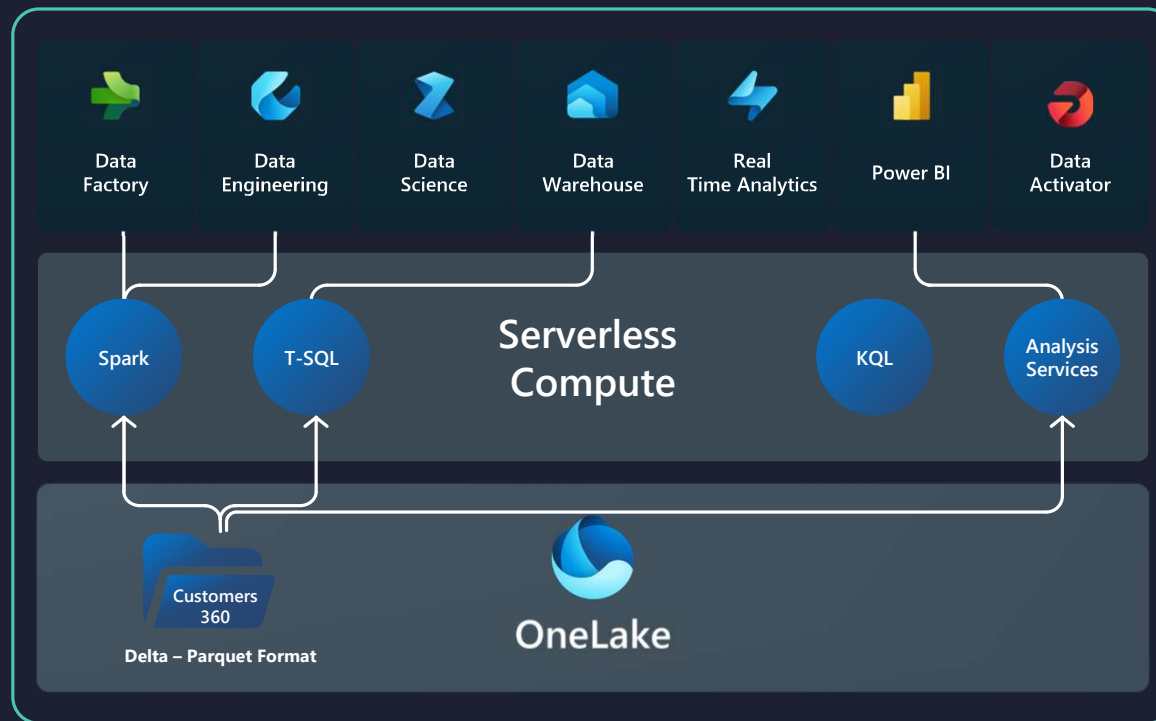 Data
Factory
Data
Engineering
Data
Science
Data
Warehouse
Real
Time Analytics
Power BI
Data
Activator
Spark
T-SQL
Serverless
Compute
KQL
Analysis
Services
Customers
360
Delta – Parquet Format
OneLake